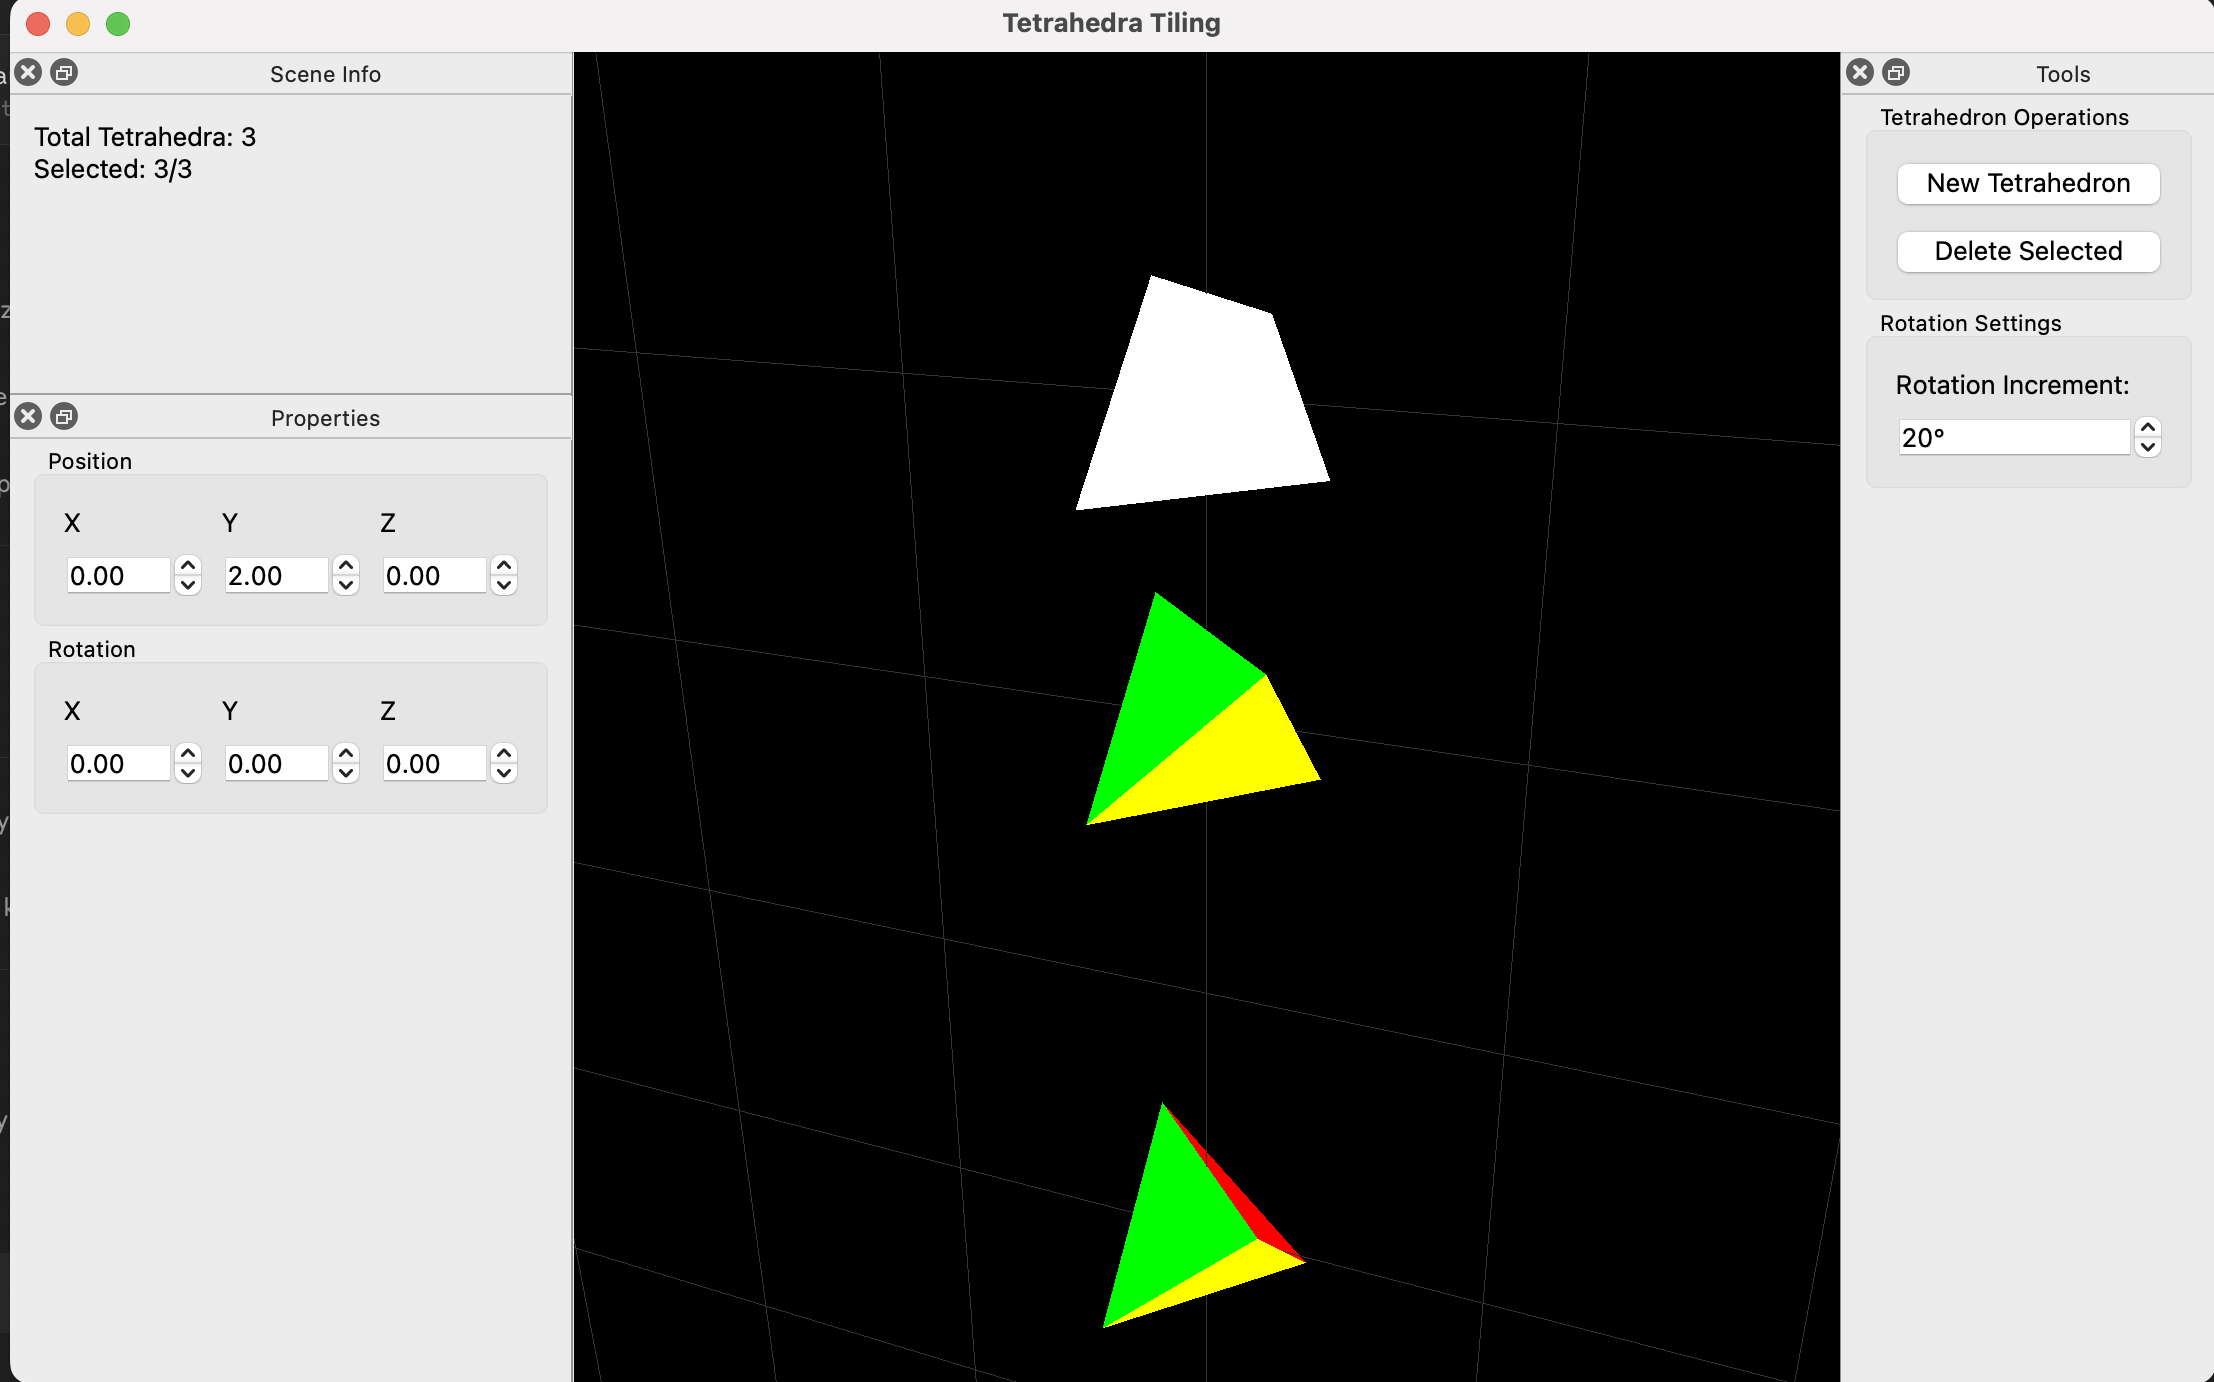 Tetrahedra Tiling
Scene Info
Total Tetrahedra: 3
Selected: 3/3
Properties
Position
X Y Z
0.00 2.00 0.00
Rotation
X Y Z
0.00 0.00 0.00
Tools
Tetrahedron Operations
New Tetrahedron
Delete Selected
Rotation Settings
Rotation Increment:
20°